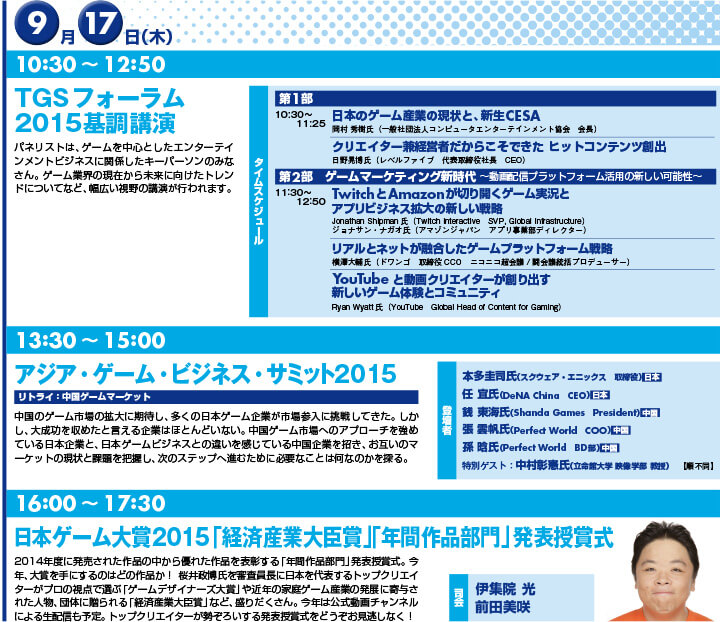 9月17日(木)
10:30 ～ 12:50
TGSフォーラム
2015基調講演
パネリストは、ゲームを中心としたエンターテイ
ンメントビジネスに関係したキーパーソンのみな
さん。ゲーム業界の現在から未来に向けたトレン
ドについてなど、幅広い視野の講演が行われます。
タイムスケジュール
第1部
10:30～
11:25
日本のゲーム産業の現状と、新生CESA
岡村 秀樹氏（一般社団法人コンピュータエンターテインメント協会　会長）
クリエイター兼経営者だからこそできた ヒットコンテンツ創出
日野晃博氏（レベルファイブ　代表取締役社長　CEO）
第2部　ゲームマーケティング新時代 ～動画配信プラットフォーム活用の新しい可能性～
11:30～
12:50
TwitchとAmazonが切り開くゲーム実況と
アプリビジネス拡大の新しい戦略
Jonathan Shipman 氏（Twitch Interactive　SVP, Global Infrastructure）
ジョナサン・ナガオ氏（アマゾンジャパン　アプリ事業部ディレクター）
リアルとネットが融合したゲームプラットフォーム戦略
横澤大輔氏（ドワンゴ　取締役 CCO　ニコニコ超会議 / 闘会議統括プロデューサー）
YouTube と動画クリエイターが創り出す
新しいゲーム体験とコミュニティ
Ryan Wyatt 氏（YouTube　Global Head of Content for Gaming）
13:30 ～ 15:00
アジア・ゲーム・ビジネス・サミット2015
リトライ：中国ゲームマーケット
中国のゲーム市場の拡大に期待し、多くの日本ゲーム企業が市場参入に挑戦してきた。しか
し、大成功を収めたと言える企業はほとんどいない。中国ゲーム市場へのアプローチを強め
ている日本企業と、日本ゲームビジネスとの違いを感じている中国企業を招き、お互いのマ
ーケットの現状と課題を把握し、次のステップへ進むために必要なことは何なのかを探る。
登壇者
本多圭司氏(スクウェア・エニックス　取締役)日本
任 宜氏(DeNA China　CEO)日本
銭 東海氏(Shanda Games　President)中国
張 雲帆氏(Perfect World　COO)中国
孫 晗氏(Perfect World　BD部)中国
特別ゲスト：中村彰憲氏(立命館大学 映像学部 教授)　【順不同】
16:00 ～ 17:30
日本ゲーム大賞2015「経済産業大臣賞」「年間作品部門」発表授賞式
2014年度に発売された作品の中から優れた作品を表彰する「年間作品部門」発表授賞式。今
年、大賞を手にするのはどの作品か！ 桜井政博氏を審査員長に日本を代表するトップクリエイ
ターがプロの視点で選ぶ「ゲームデザイナーズ大賞」や近年の家庭ゲーム産業の発展に寄与さ
れた人物、団体に贈られる「経済産業大臣賞」など、盛りだくさん。今年は公式動画チャンネル
による生配信も予定。トップクリエイターが勢ぞろいする発表授賞式をどうぞお見逃しなく！
司会
伊集院 光
前田美咲